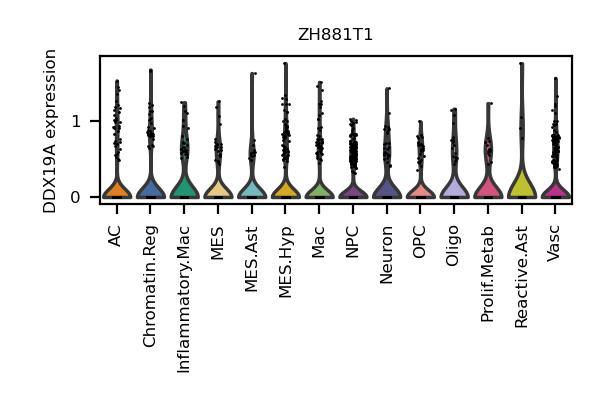 ZH881T1
DDX19A expression
1
0
AC
Chromatin.Reg
Inflammatory.Mac
MES
MES.Ast
MES.Hyp
Mac
NPC
Neuron
OPC
Oligo
Prolif.Metab
Reactive.Ast
Vasc